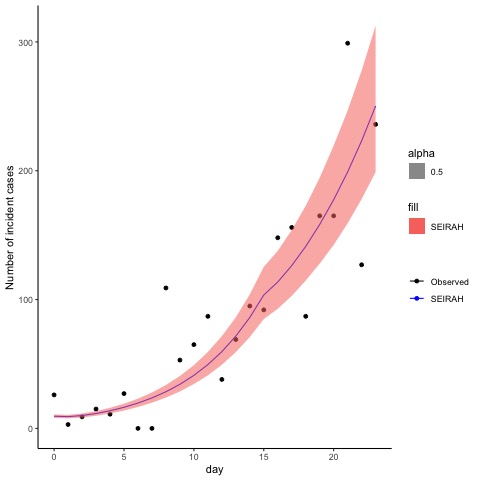 300
200
100
0
Number of incident cases
0 5 10 15 20
day
alpha
0.5
fill
SEIRAH
Observed
SEIRAH